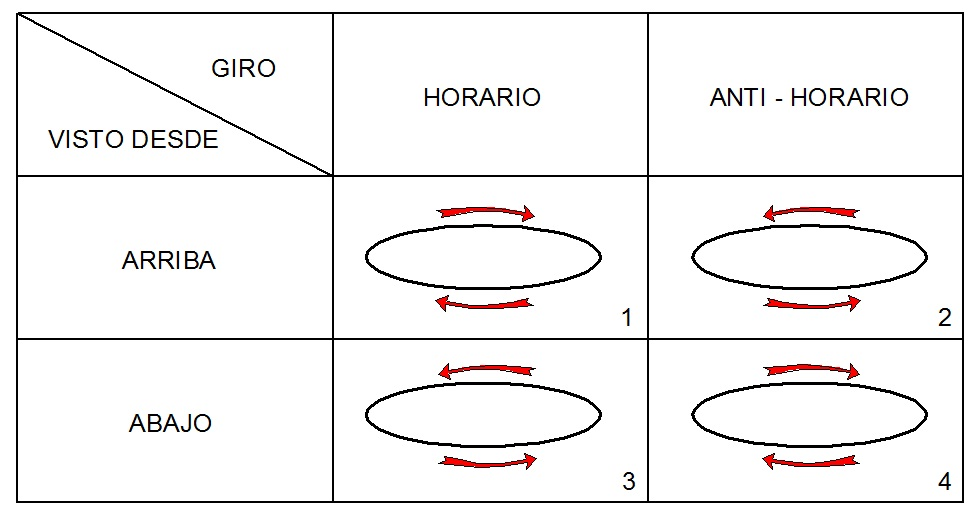 GIRO
VISTO DESDE
HORARIO
ANTI - HORARIO
ARRIBA
1
2
ABAJO
3
4